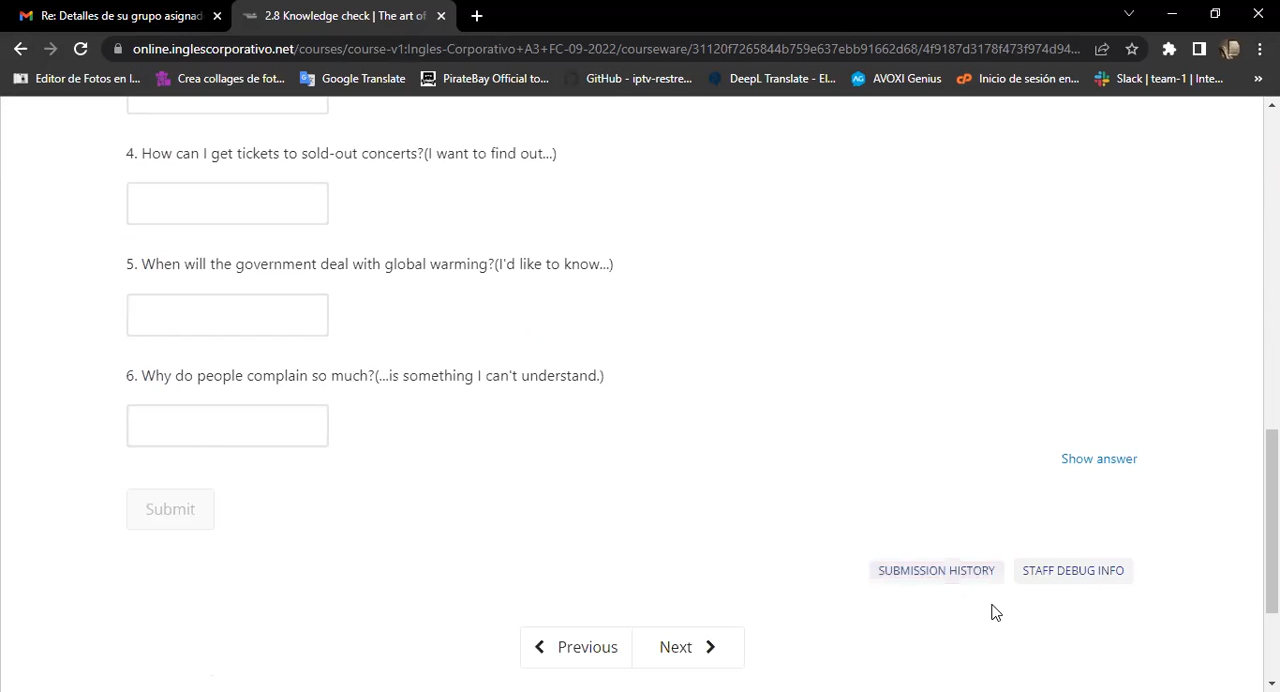 Re: Detalles de su grupo asignad
2.8 Knowledge check | The art of
online.inglescorporativo.net/courses/course-v1:Ingles-Corporativo+A3+FC-09-2022/courseware/31120f7265844b759e637ebb91662d68/4f9187d3178f473f974d94...
Editor de Fotos en l...
Crea collages de fot...
Google Translate
PirateBay Official to...
GitHub - iptv-restre...
DeepL Translate - El...
AVOXI Genius
Inicio de sesión en...
Slack | team-1 | Inte...
4. How can I get tickets to sold-out concerts?(I want to find out...)
5. When will the government deal with global warming?(I'd like to know...)
6. Why do people complain so much?(...is something I can't understand.)
Show answer
Submit
SUBMISSION HISTORY
STAFF DEBUG INFO
Previous
Next